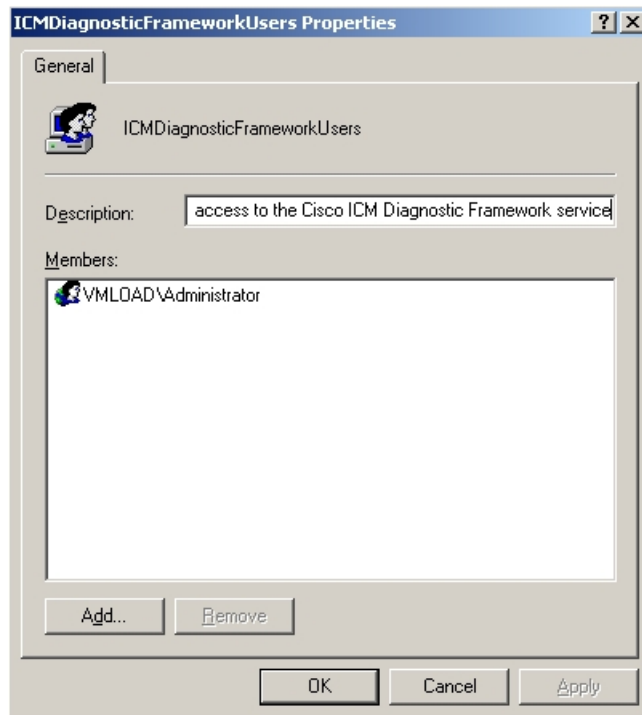 ICMDiagnosticFrameworkUsers Properties
General
ICMDiagnosticFrameworkUsers
Description: access to the Cisco ICM Diagnostic Framework service
Members:
VMLOAD\Administrator
Add... Remove
OK Cancel Apply